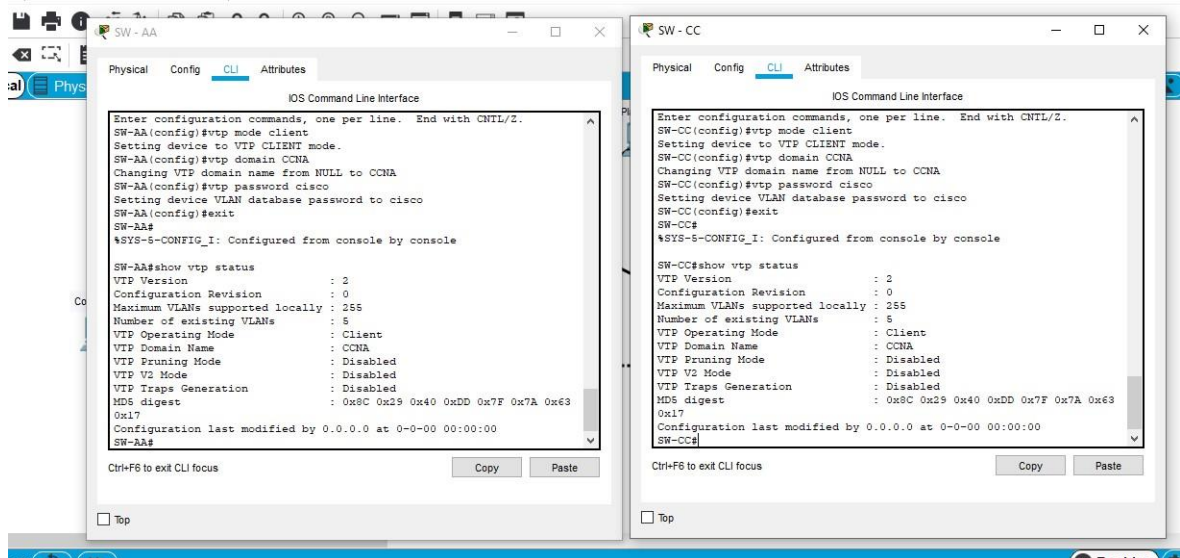 SW - AA
Physical Config CLI Attributes
IOS Command Line Interface
Enter configuration commands, one per line. End with CNTL/Z.
SW-AA(config)#vtp mode client
Setting device to VTP CLIENT mode.
SW-AA(config)#vtp domain CCNA
Changing VTP domain name from NULL to CCNA
SW-AA(config)#vtp password cisco
Setting device VLAN database password to cisco
SW-AA(config)#exit
SW-AA#
%SYS-5-CONFIG_I: Configured from console by console
SW-AA#show vtp status
VTP Version : 2
Configuration Revision : 0
Maximum VLANs supported locally : 255
Number of existing VLANs : 5
VTP Operating Mode : Client
VTP Domain Name : CCNA
VTP Pruning Mode : Disabled
VTP V2 Mode : Disabled
VTP Traps Generation : Disabled
MD5 digest : 0x8C 0x29 0x40 0xDD 0x7F 0x7A 0x63
0x17
Configuration last modified by 0.0.0.0 at 0-0-00 00:00:00
SW-AA#
Ctrl+F6 to exit CLI focus
Copy Paste
Top
SW - CC
Physical Config CLI Attributes
IOS Command Line Interface
Enter configuration commands, one per line. End with CNTL/Z.
SW-CC(config)#vtp mode client
Setting device to VTP CLIENT mode.
SW-CC(config)#vtp domain CCNA
Changing VTP domain name from NULL to CCNA
SW-CC(config)#vtp password cisco
Setting device VLAN database password to cisco
SW-CC(config)#exit
SW-CC#
%SYS-5-CONFIG_I: Configured from console by console
SW-CC#show vtp status
VTP Version : 2
Configuration Revision : 0
Maximum VLANs supported locally : 255
Number of existing VLANs : 5
VTP Operating Mode : Client
VTP Domain Name : CCNA
VTP Pruning Mode : Disabled
VTP V2 Mode : Disabled
VTP Traps Generation : Disabled
MD5 digest : 0x8C 0x29 0x40 0xDD 0x7F 0x7A 0x63
0x17
Configuration last modified by 0.0.0.0 at 0-0-00 00:00:00
SW-CC#
Ctrl+F6 to exit CLI focus
Copy Paste
Top